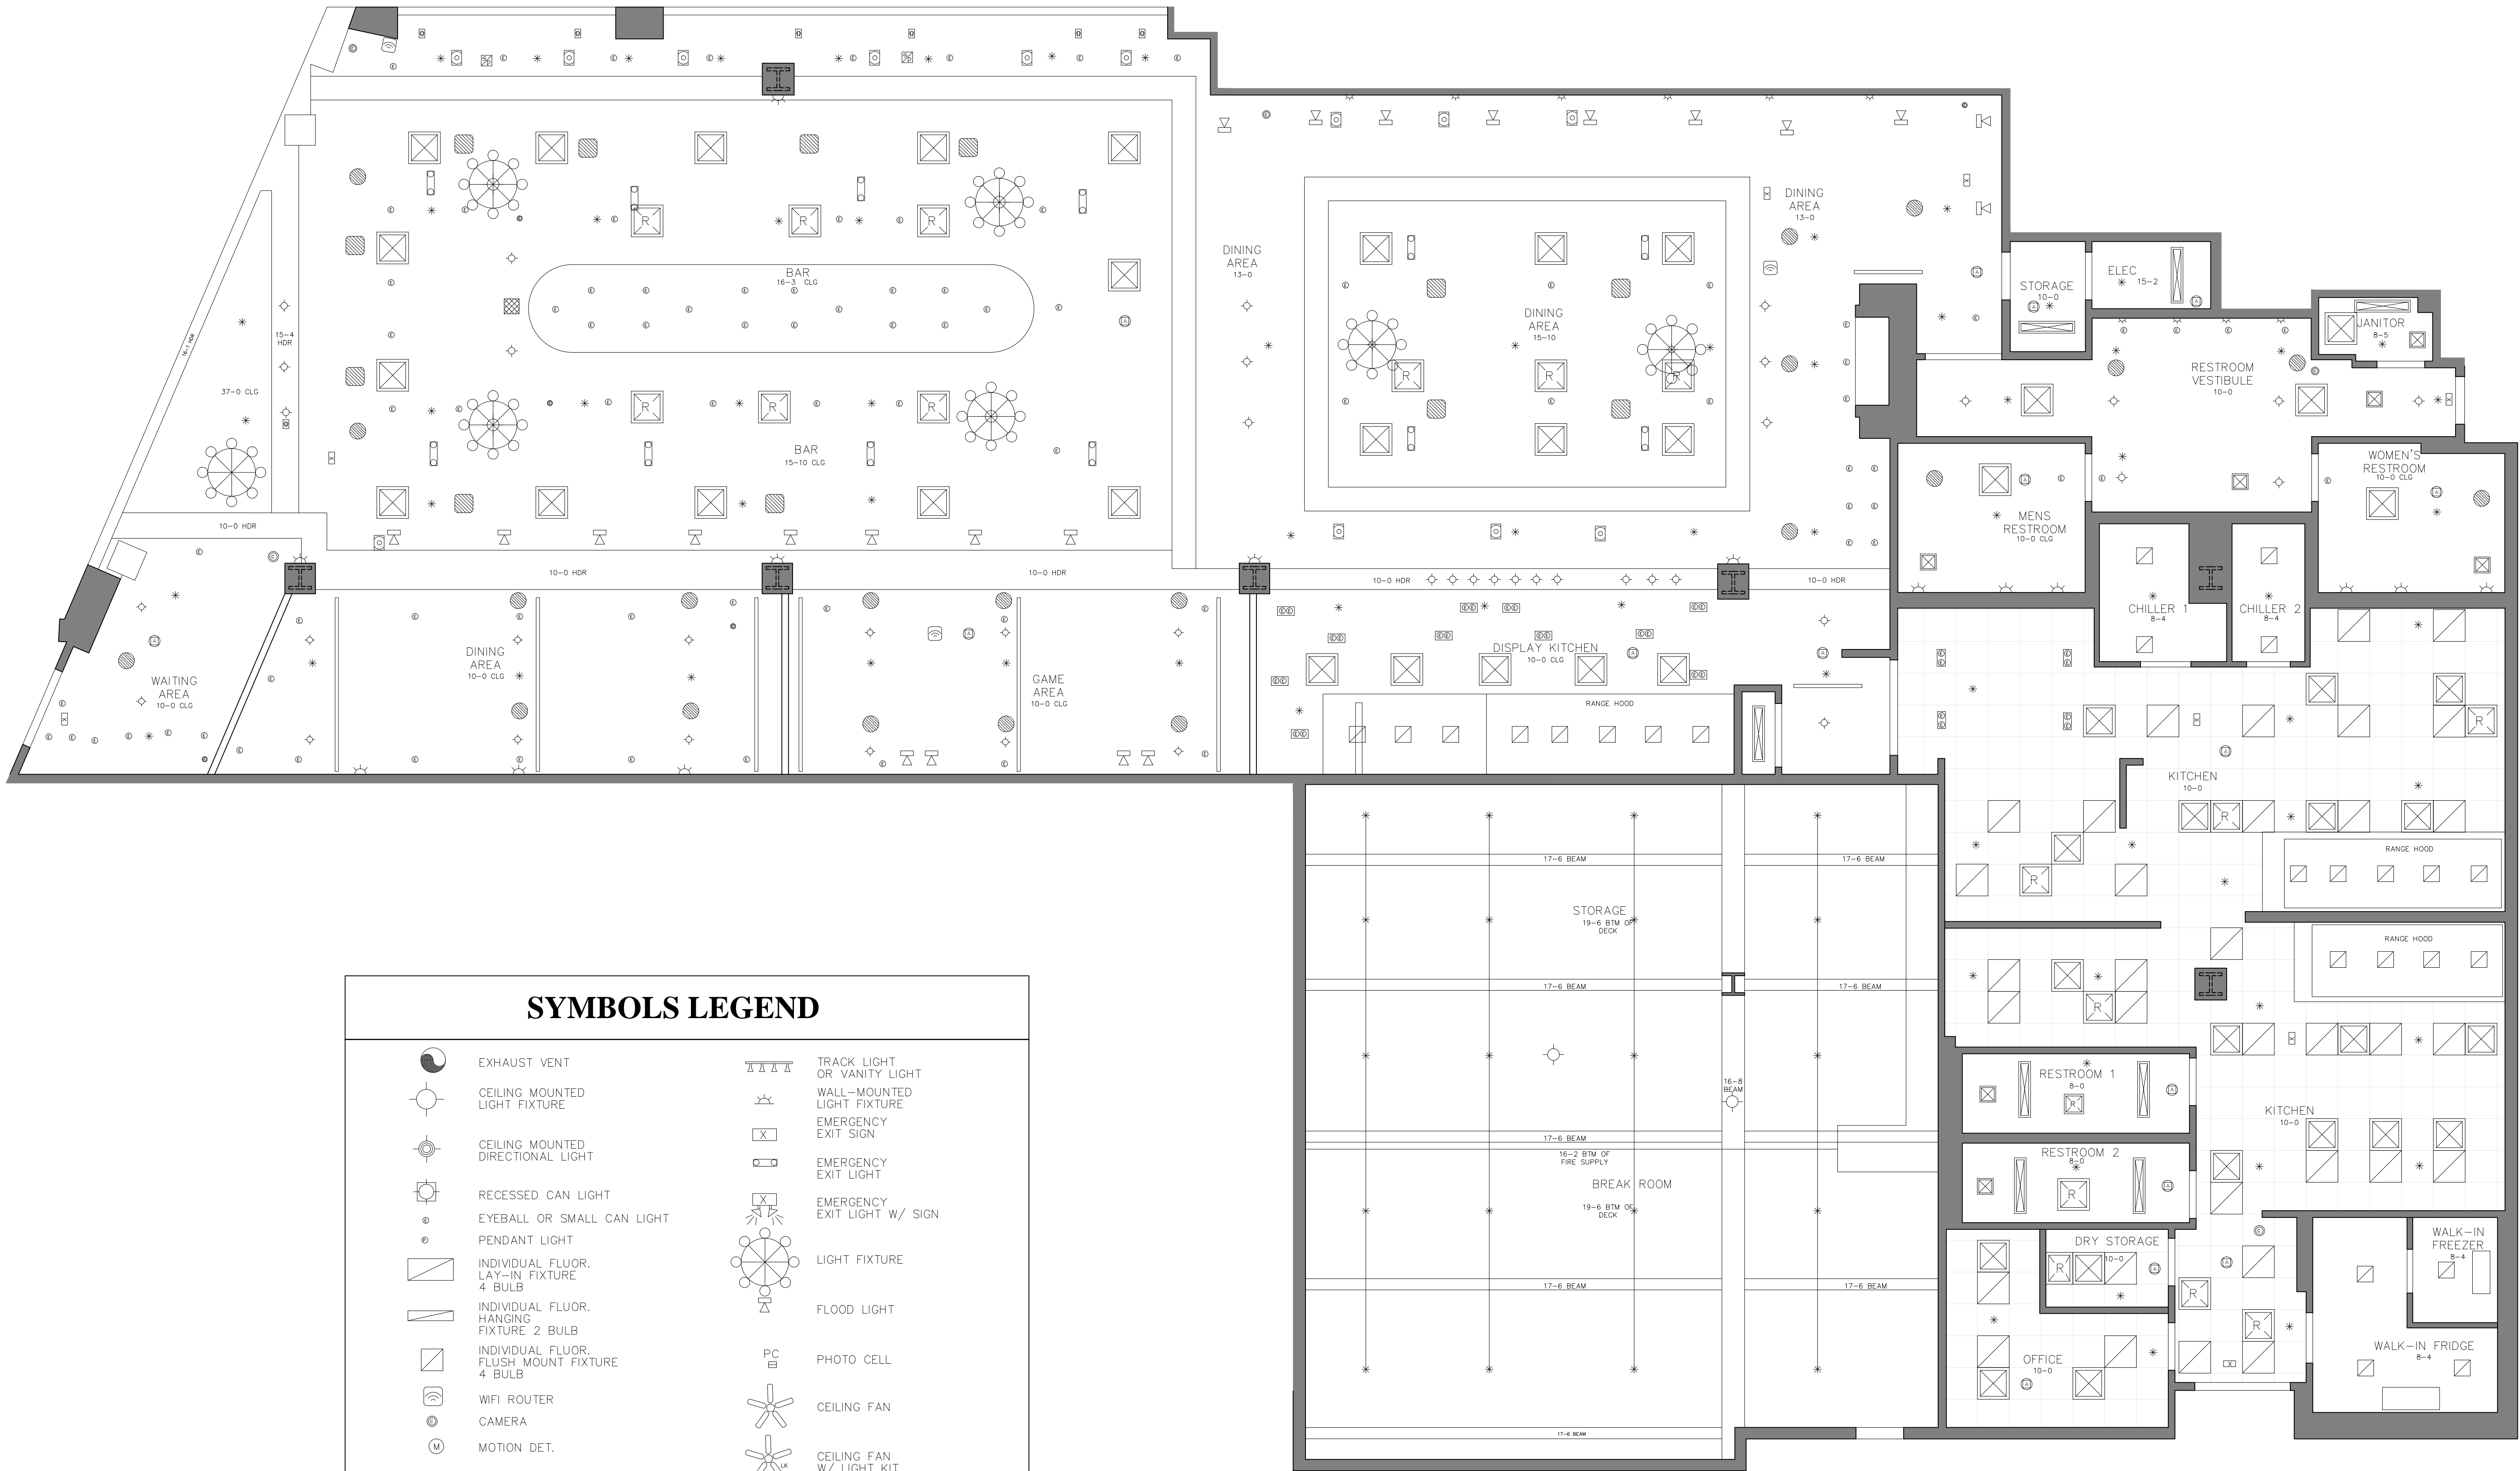 16-1 HDR
15-4
HDR
37-0 CLG
10-0 HDR
BAR
16-3 CLG
BAR
15-10 CLG
DINING
AREA
13-0
DINING
AREA
15-10
DINING
AREA
13-0
STORAGE
10-0
ELEC
15-2
JANITOR
8-5
RESTROOM
VESTIBULE
10-0
MENS
RESTROOM
10-0 CLG
WOMEN'S
RESTROOM
10-0 CLG
10-0 HDR
10-0 HDR
10-0 HDR
10-0 HDR
WAITING
AREA
10-0 CLG
DINING
AREA
10-0 CLG
GAME
AREA
10-0 CLG
DISPLAY KITCHEN
10-0 CLG
RANGE HOOD
CHILLER 1
8-4
CHILLER 2
8-4
KITCHEN
10-0
RANGE HOOD
RANGE HOOD
17-6 BEAM
17-6 BEAM
STORAGE
19-6 BTM OF
DECK
17-6 BEAM
17-6 BEAM
16-8
BEAM
17-6 BEAM
17-6 BEAM
16-2 BTM OF
FIRE SUPPLY
BREAK ROOM
19-6 BTM OF
DECK
17-6 BEAM
17-6 BEAM
17-6 BEAM
RESTROOM 1
8-0
R
RESTROOM 2
8-0
R
KITCHEN
10-0
DRY STORAGE
10-0
R
OFFICE
10-0
WALK-IN
FREEZER
8-4
WALK-IN FRIDGE
8-4
SYMBOLS LEGEND
EXHAUST VENT
CEILING MOUNTED
LIGHT FIXTURE
CEILING MOUNTED
DIRECTIONAL LIGHT
RECESSED CAN LIGHT
E EYEBALL OR SMALL CAN LIGHT
P PENDANT LIGHT
INDIVIDUAL FLUOR.
LAY-IN FIXTURE
4 BULB
INDIVIDUAL FLUOR.
HANGING
FIXTURE 2 BULB
INDIVIDUAL FLUOR.
FLUSH MOUNT FIXTURE
4 BULB
WIFI ROUTER
C CAMERA
M MOTION DET.
TRACK LIGHT
OR VANITY LIGHT
WALL-MOUNTED
LIGHT FIXTURE
X EMERGENCY
EXIT SIGN
EMERGENCY
EXIT LIGHT
X EMERGENCY
EXIT LIGHT W/ SIGN
LIGHT FIXTURE
FLOOD LIGHT
PC PHOTO CELL
CEILING FAN
CEILING FAN
LK W/ LIGHT KIT